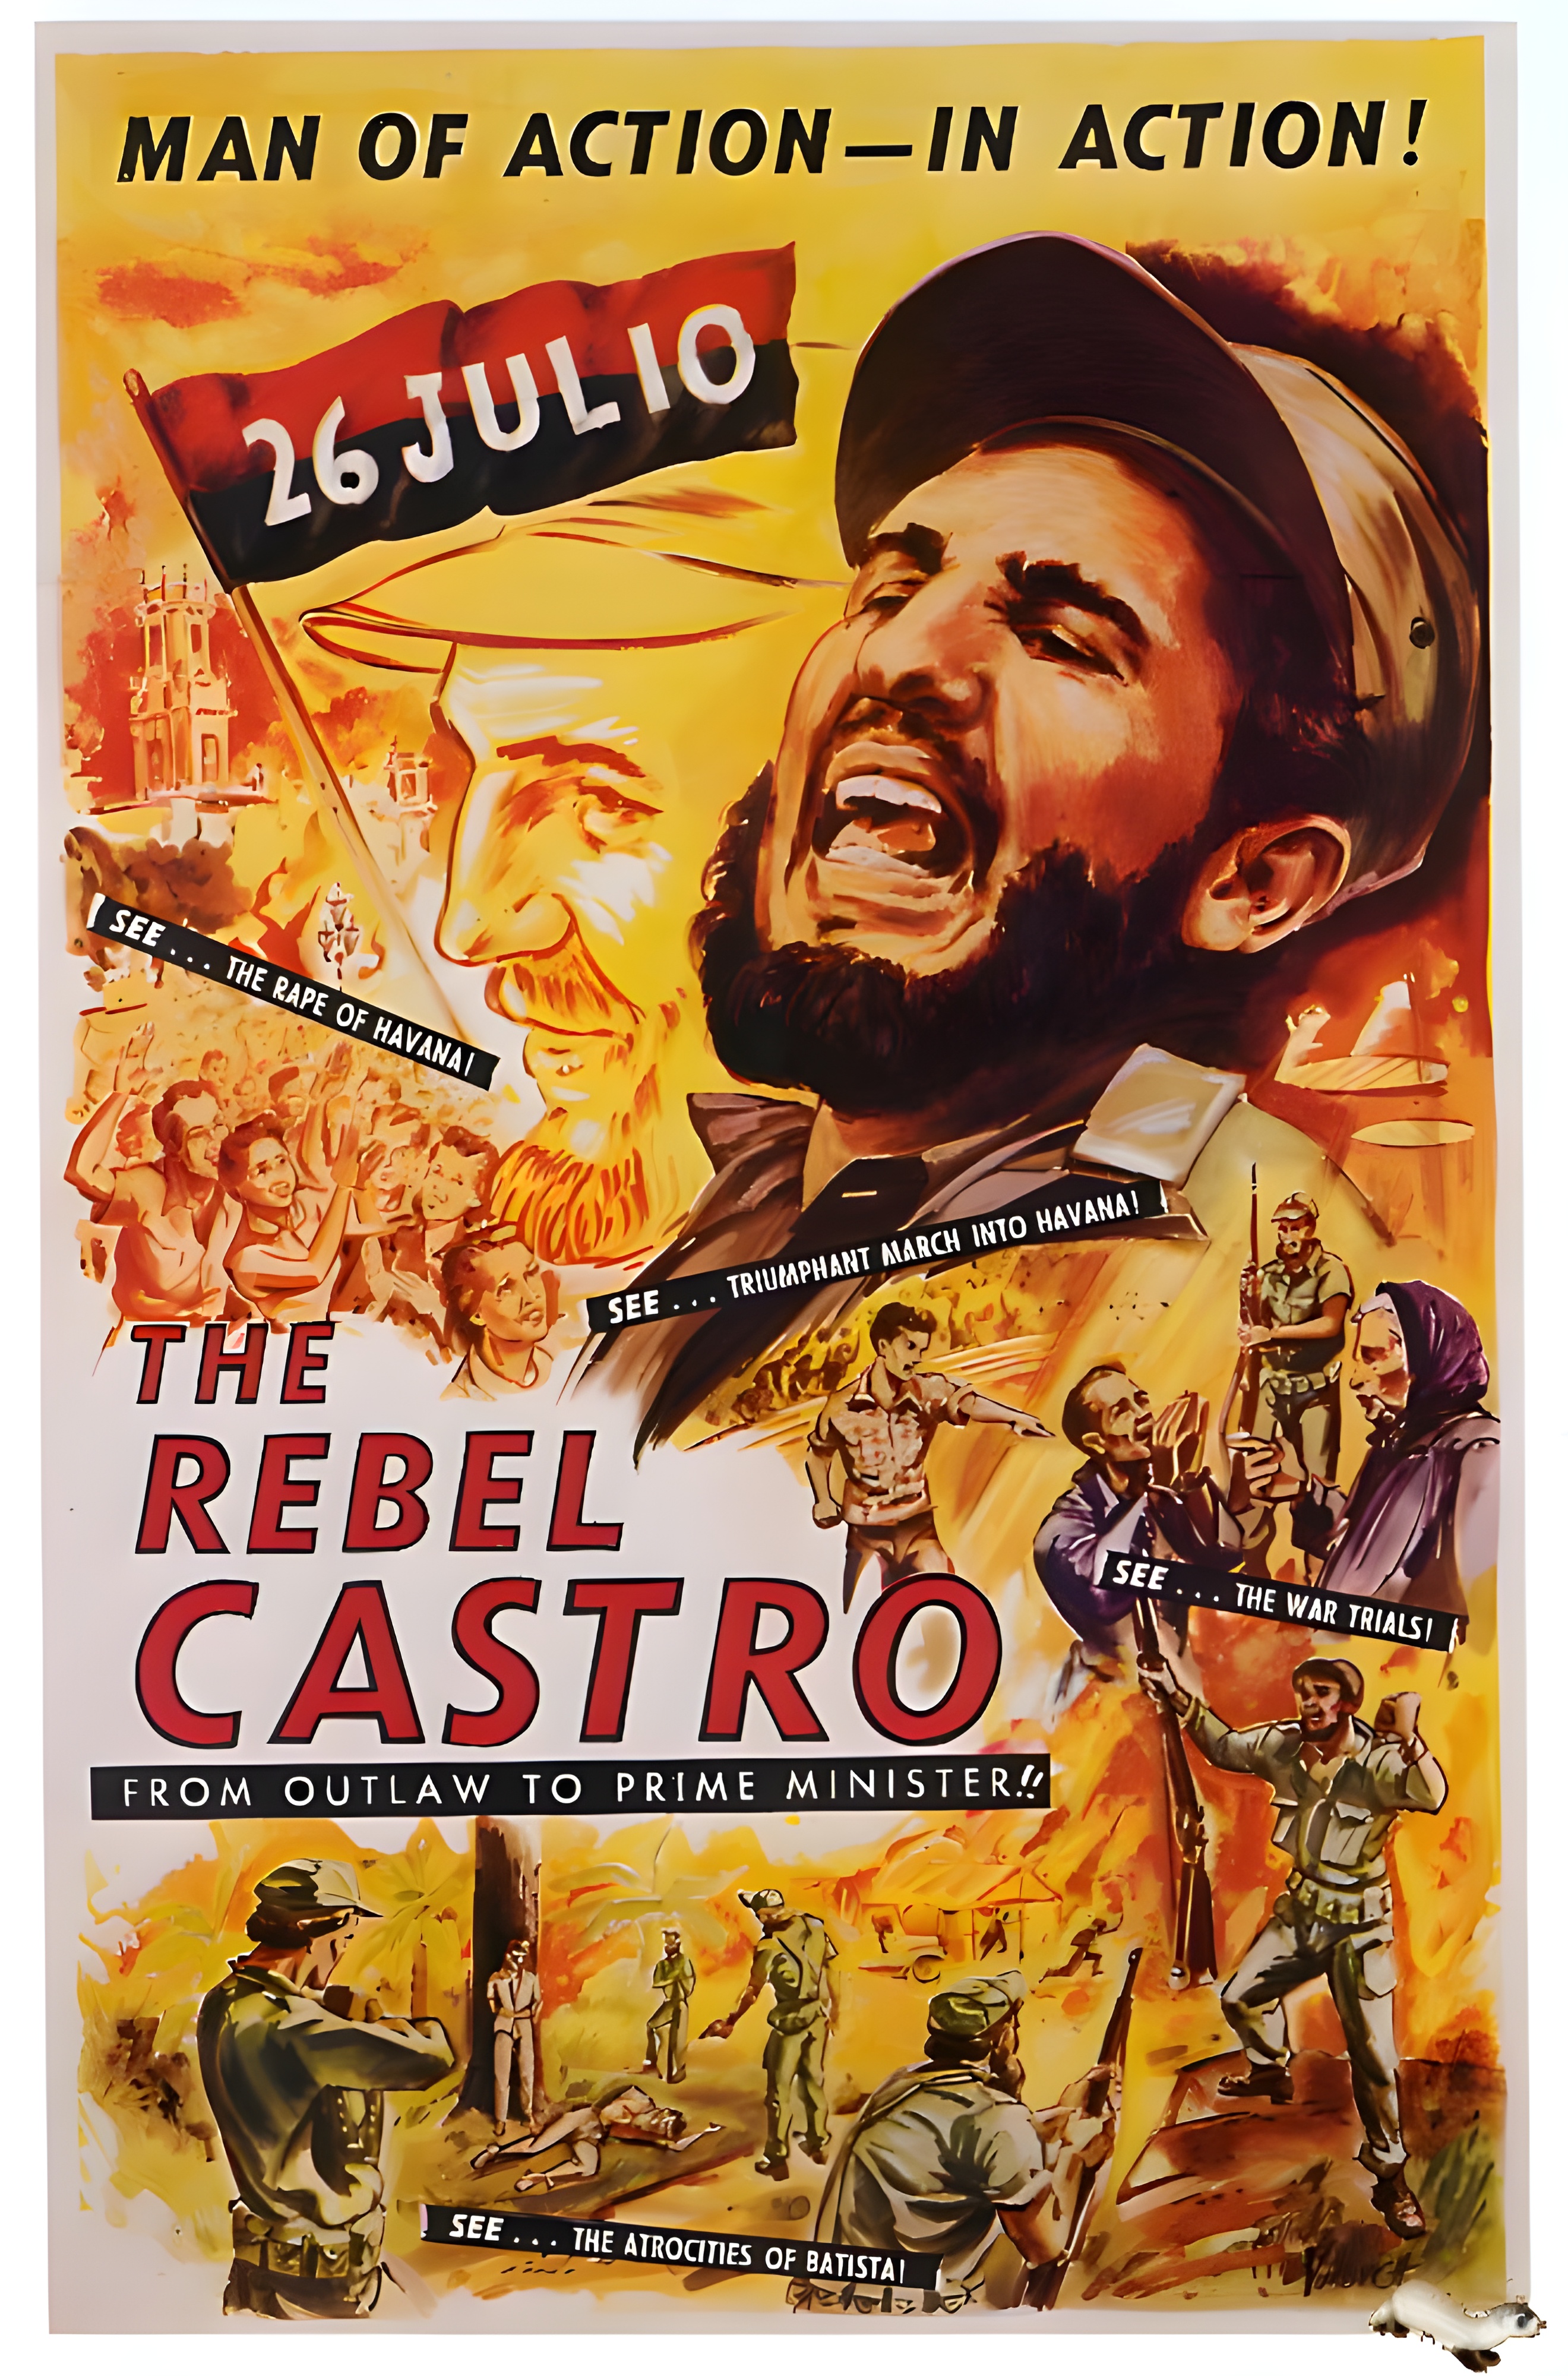 MAN OF ACTION—IN ACTION!
26 JULIO
SEE... THE RAPE OF HAVANA!
SEE... TRIUMPHANT MARCH INTO HAVANA!
THE
REBEL
CASTRO
SEE... THE WAR TRIALS!
FROM OUTLAW TO PRIME MINISTER!!
SEE... THE ATROCITIES OF BATISTA!